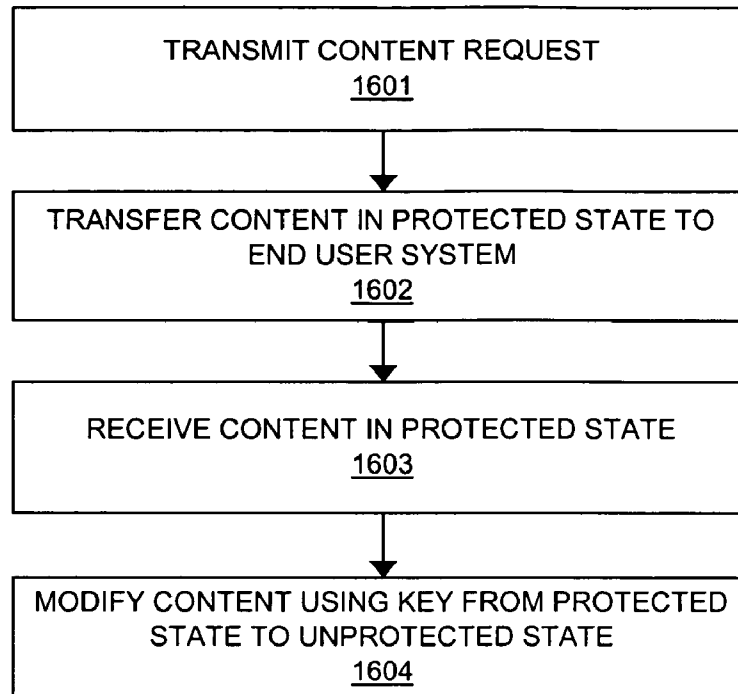 TRANSMIT CONTENT REQUEST
1601
TRANSFER CONTENT IN PROTECTED STATE TO
END USER SYSTEM
1602
RECEIVE CONTENT IN PROTECTED STATE
1603
MODIFY CONTENT USING KEY FROM PROTECTED
STATE TO UNPROTECTED STATE
1604